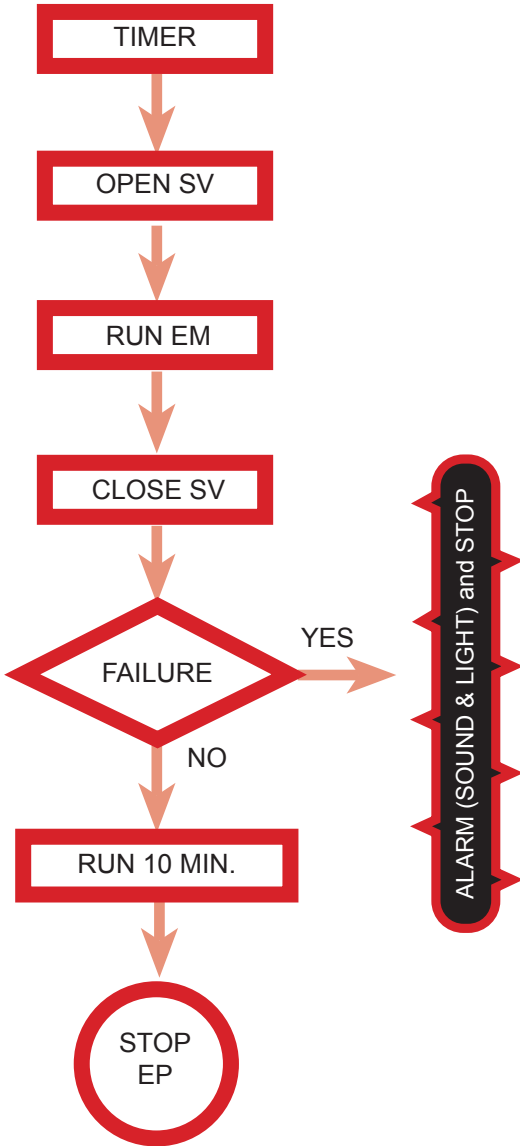 TIMER
OPEN SV
RUN EM
CLOSE SV
FAILURE
YES
ALARM (SOUND & LIGHT) and STOP
NO
RUN 10 MIN.
STOP
EP